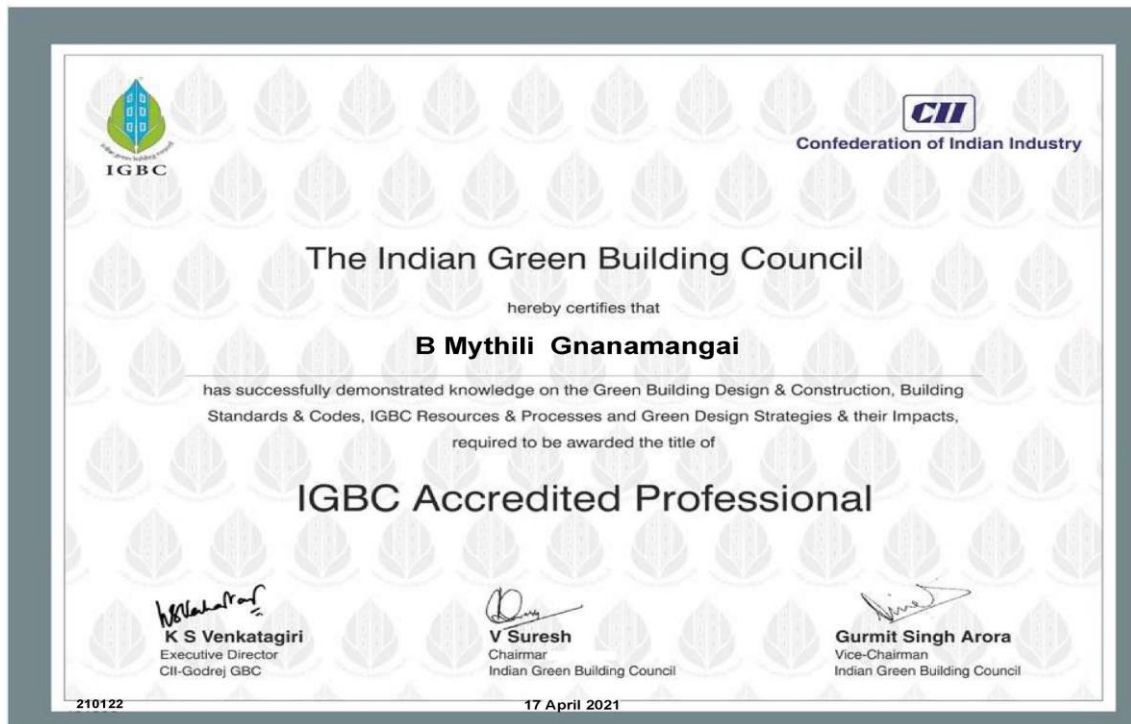 IGBC
CII
Confederation of Indian Industry
The Indian Green Building Council
hereby certifies that
B Mythili Gnanamangai
has successfully demonstrated knowledge on the Green Building Design & Construction, Building
Standards & Codes, IGBC Resources & Processes and Green Design Strategies & their Impacts,
required to be awarded the title of
IGBC Accredited Professional
K S Venkatagiri
Executive Director
CII-Godrej GBC
V Suresh
Chairmar
Indian Green Building Council
Gurmit Singh Arora
Vice-Chairman
Indian Green Building Council
210122
17 April 2021